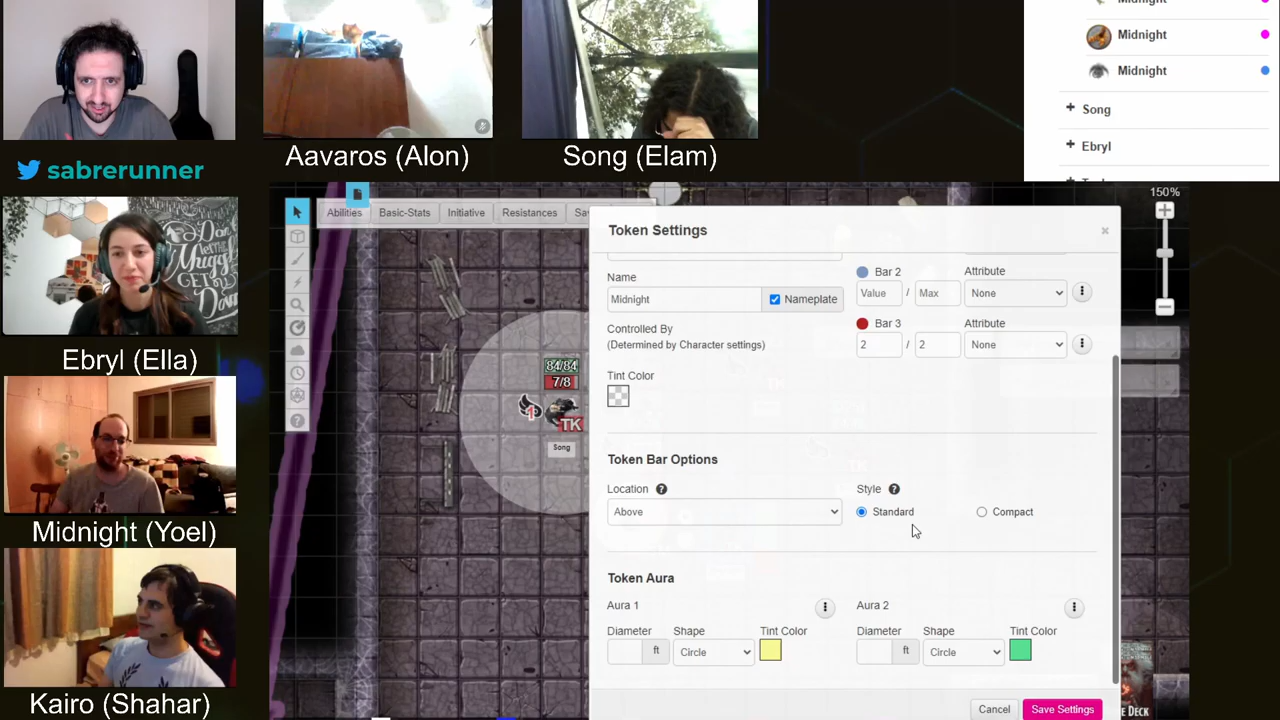 Midnight
Midnight
Midnight
+ Song
+ Ebryl
Aavaros (Alon)
Song (Elam)
sabrerunner
Ebryl (Ella)
Midnight (Yoel)
Kairo (Shahar)
150%
Abilities Basic-Stats Initiative Resistances
Token Settings ×
Name
Midnight Nameplate
Controlled By
(Determined by Character settings)
Tint Color
Bar 2 Attribute
Value / Max None
Bar 3 Attribute
2 / 2 None
84/84
7/8
1
TK
Song
Token Bar Options
Location ? Style ?
Above Standard Compact
Token Aura
Aura 1 Aura 2
Diameter Shape Tint Color Diameter Shape Tint Color
ft Circle ft Circle
Cancel Save Settings